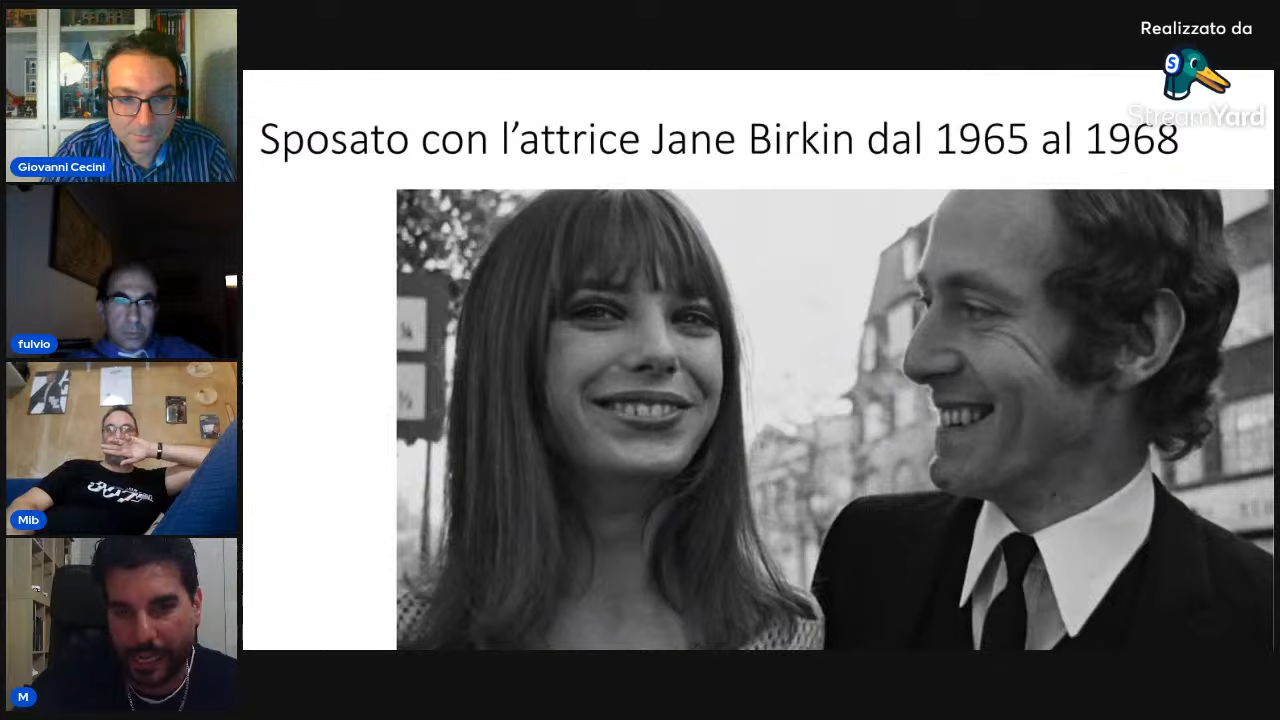 Realizzato da
StreamYard
Sposato con l’attrice Jane Birkin dal 1965 al 1968
Giovanni Cecini
fulvio
Mib
M